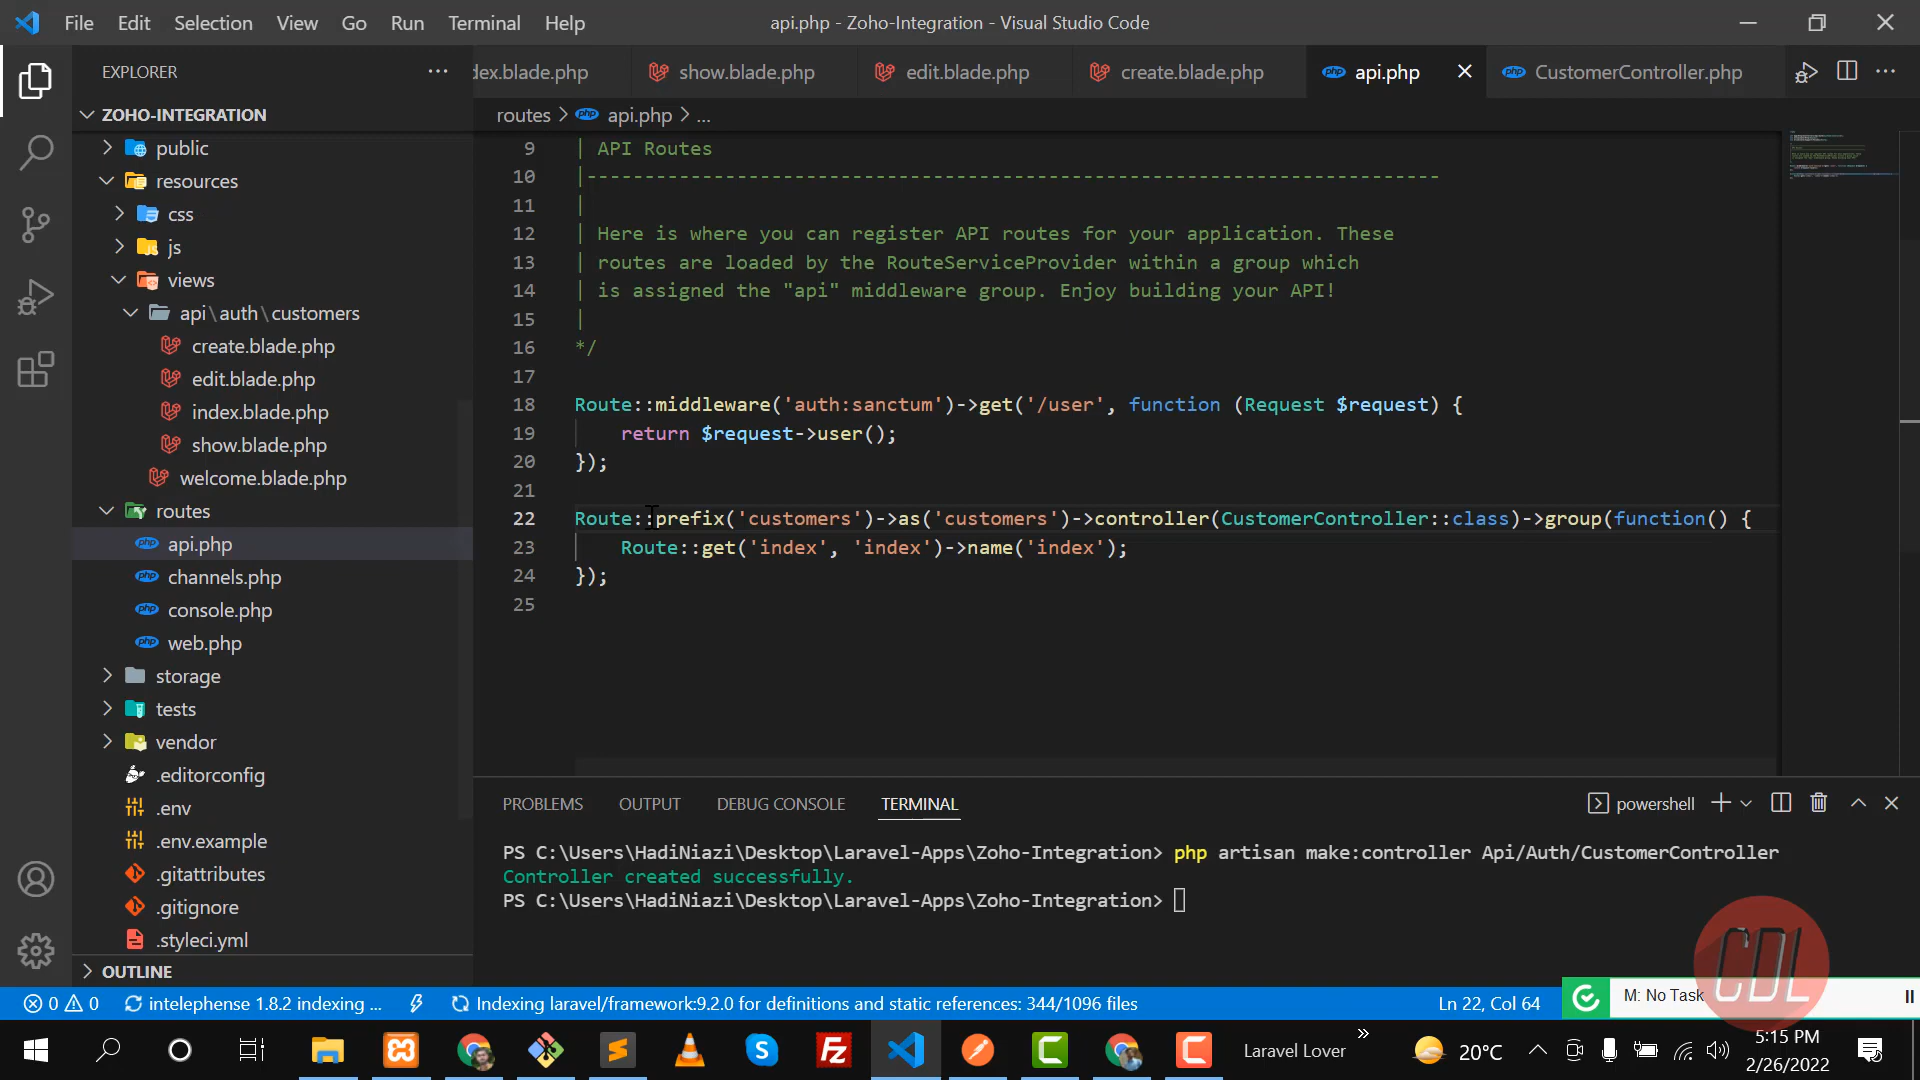 File Edit Selection View Go Run Terminal Help
api.php - Zoho-Integration - Visual Studio Code
EXPLORER
dex.blade.php
show.blade.php
edit.blade.php
create.blade.php
api.php
CustomerController.php
ZOHO-INTEGRATION
routes > api.php > ...
public
resources
css
js
views
api\auth\customers
create.blade.php
edit.blade.php
index.blade.php
show.blade.php
welcome.blade.php
routes
api.php
channels.php
console.php
web.php
storage
tests
vendor
.editorconfig
.env
.env.example
.gitattributes
.gitignore
.styleci.yml
OUTLINE
9 | API Routes
10 |--------------------------------------------------------------------------
11 |
12 | Here is where you can register API routes for your application. These
13 | routes are loaded by the RouteServiceProvider within a group which
14 | is assigned the "api" middleware group. Enjoy building your API!
15 |
16 */
17
18 Route::middleware('auth:sanctum')->get('/user', function (Request $request) {
19 return $request->user();
20 });
21
22 Route::prefix('customers')->as('customers')->controller(CustomerController::class)->group(function() {
23 Route::get('index', 'index')->name('index');
24 });
25
PROBLEMS OUTPUT DEBUG CONSOLE TERMINAL
powershell
PS C:\Users\HadiNiazi\Desktop\Laravel-Apps\Zoho-Integration> php artisan make:controller Api/Auth/CustomerController
Controller created successfully.
PS C:\Users\HadiNiazi\Desktop\Laravel-Apps\Zoho-Integration>
CDL
0 0 intelephense 1.8.2 indexing ... Indexing laravel/framework:9.2.0 for definitions and static references: 344/1096 files
Ln 22, Col 64
M: No Task
Laravel Lover
20°C
5:15 PM
2/26/2022